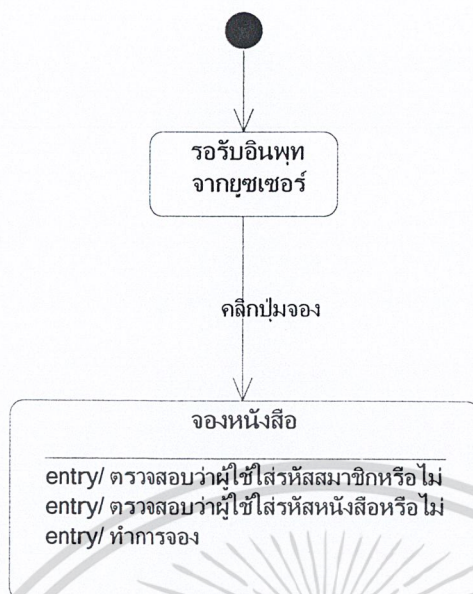 รอรับอินพุท
จากยูซเซอร์
คลิกปุ่มจอง
จองหนังสือ
entry/ ตรวจสอบว่าผู้ใช้ใส่รหัสสมาชิกหรือไม่
entry/ ตรวจสอบว่าผู้ใช้ใส่รหัสหนังสือหรือไม่
entry/ ทำการจอง